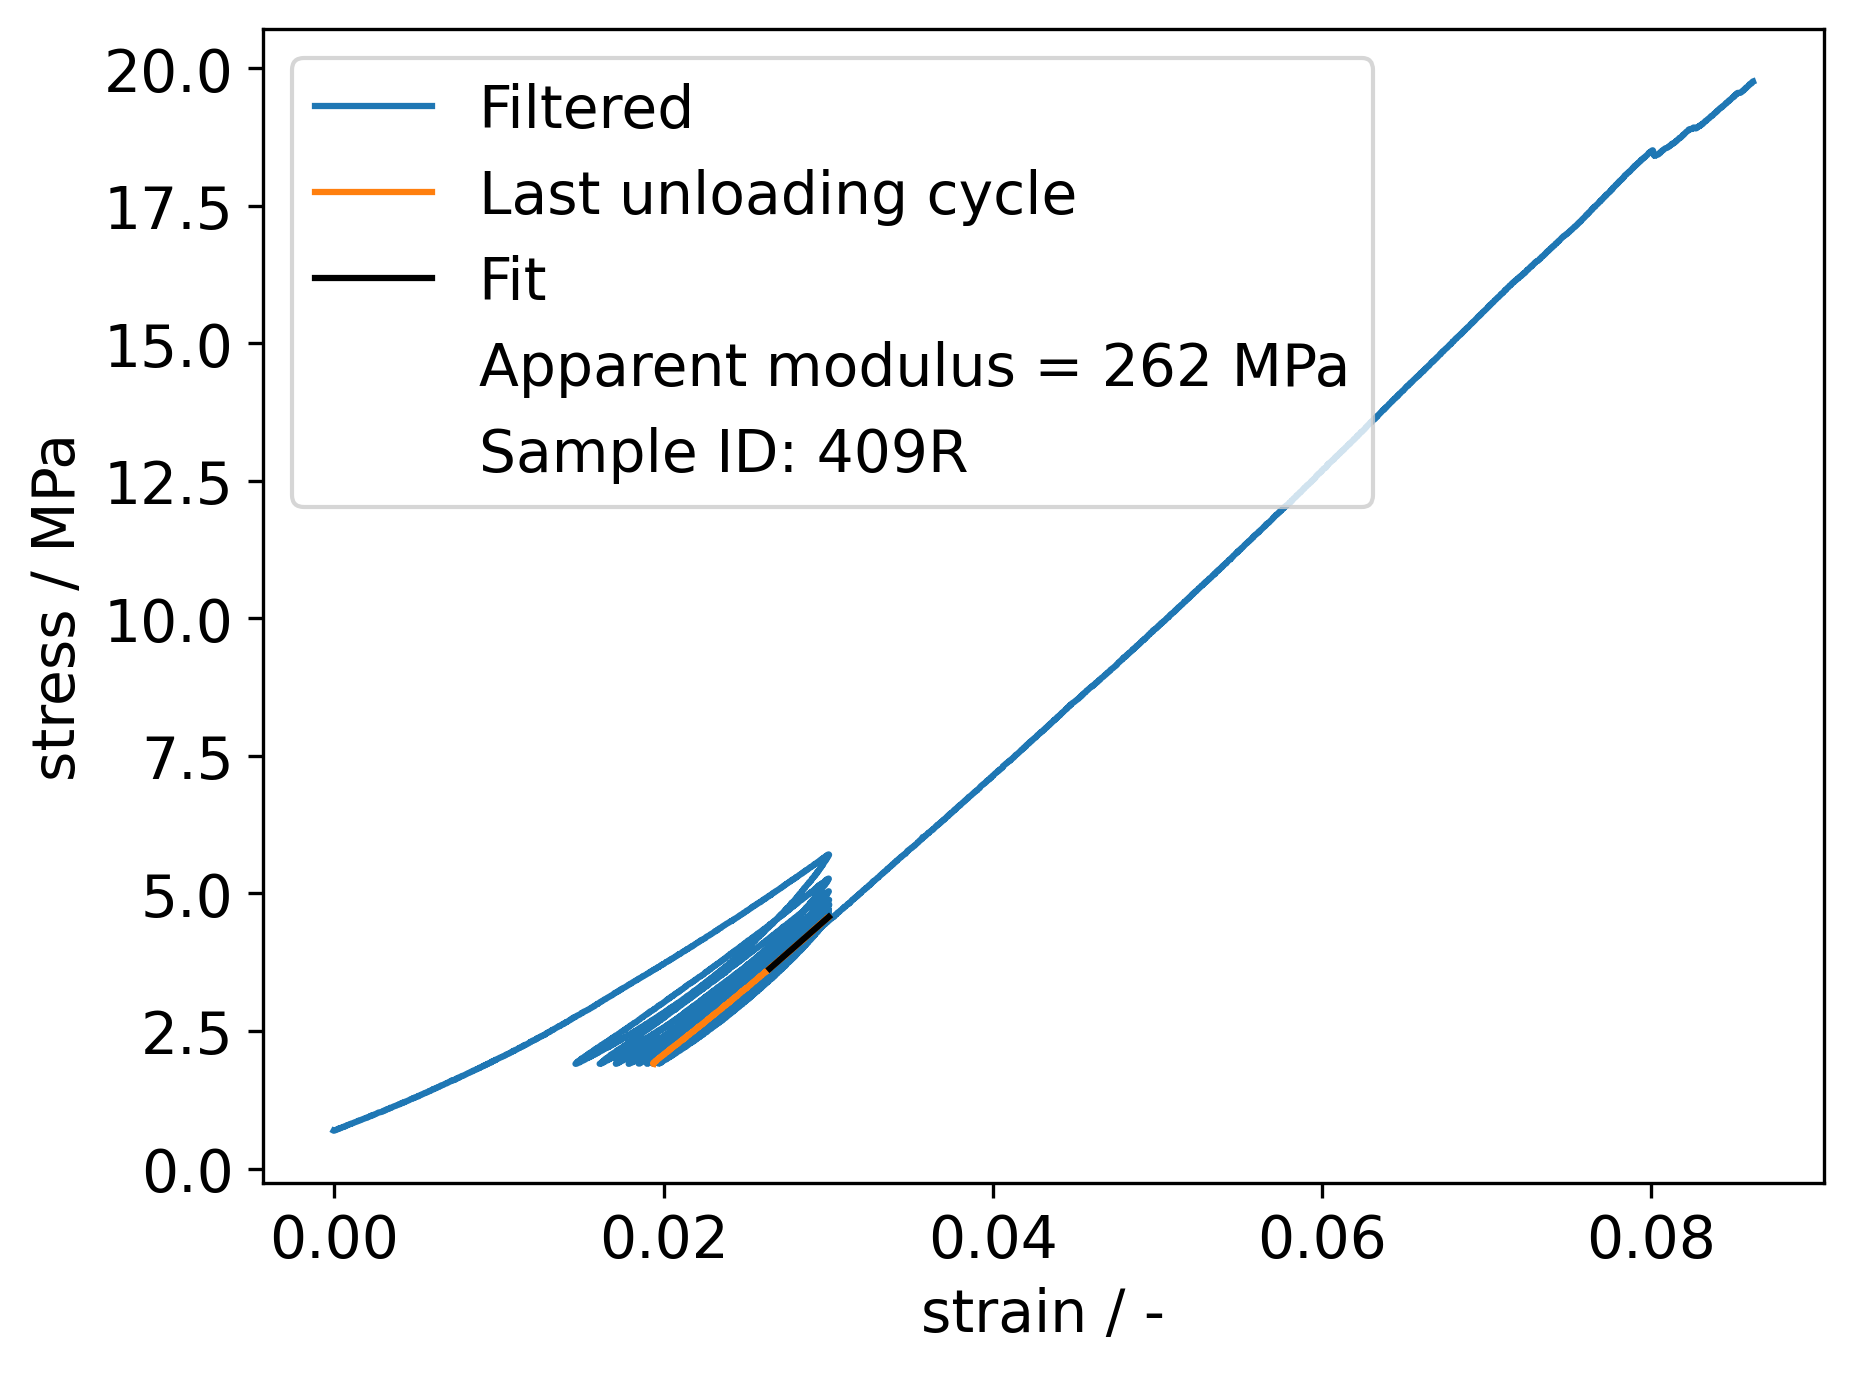 20.0
17.5
15.0
12.5
10.0
7.5
5.0
2.5
0.0
stress / MPa
Filtered
Last unloading cycle
Fit
Apparent modulus = 262 MPa
Sample ID: 409R
0.00 0.02 0.04 0.06 0.08
strain / -